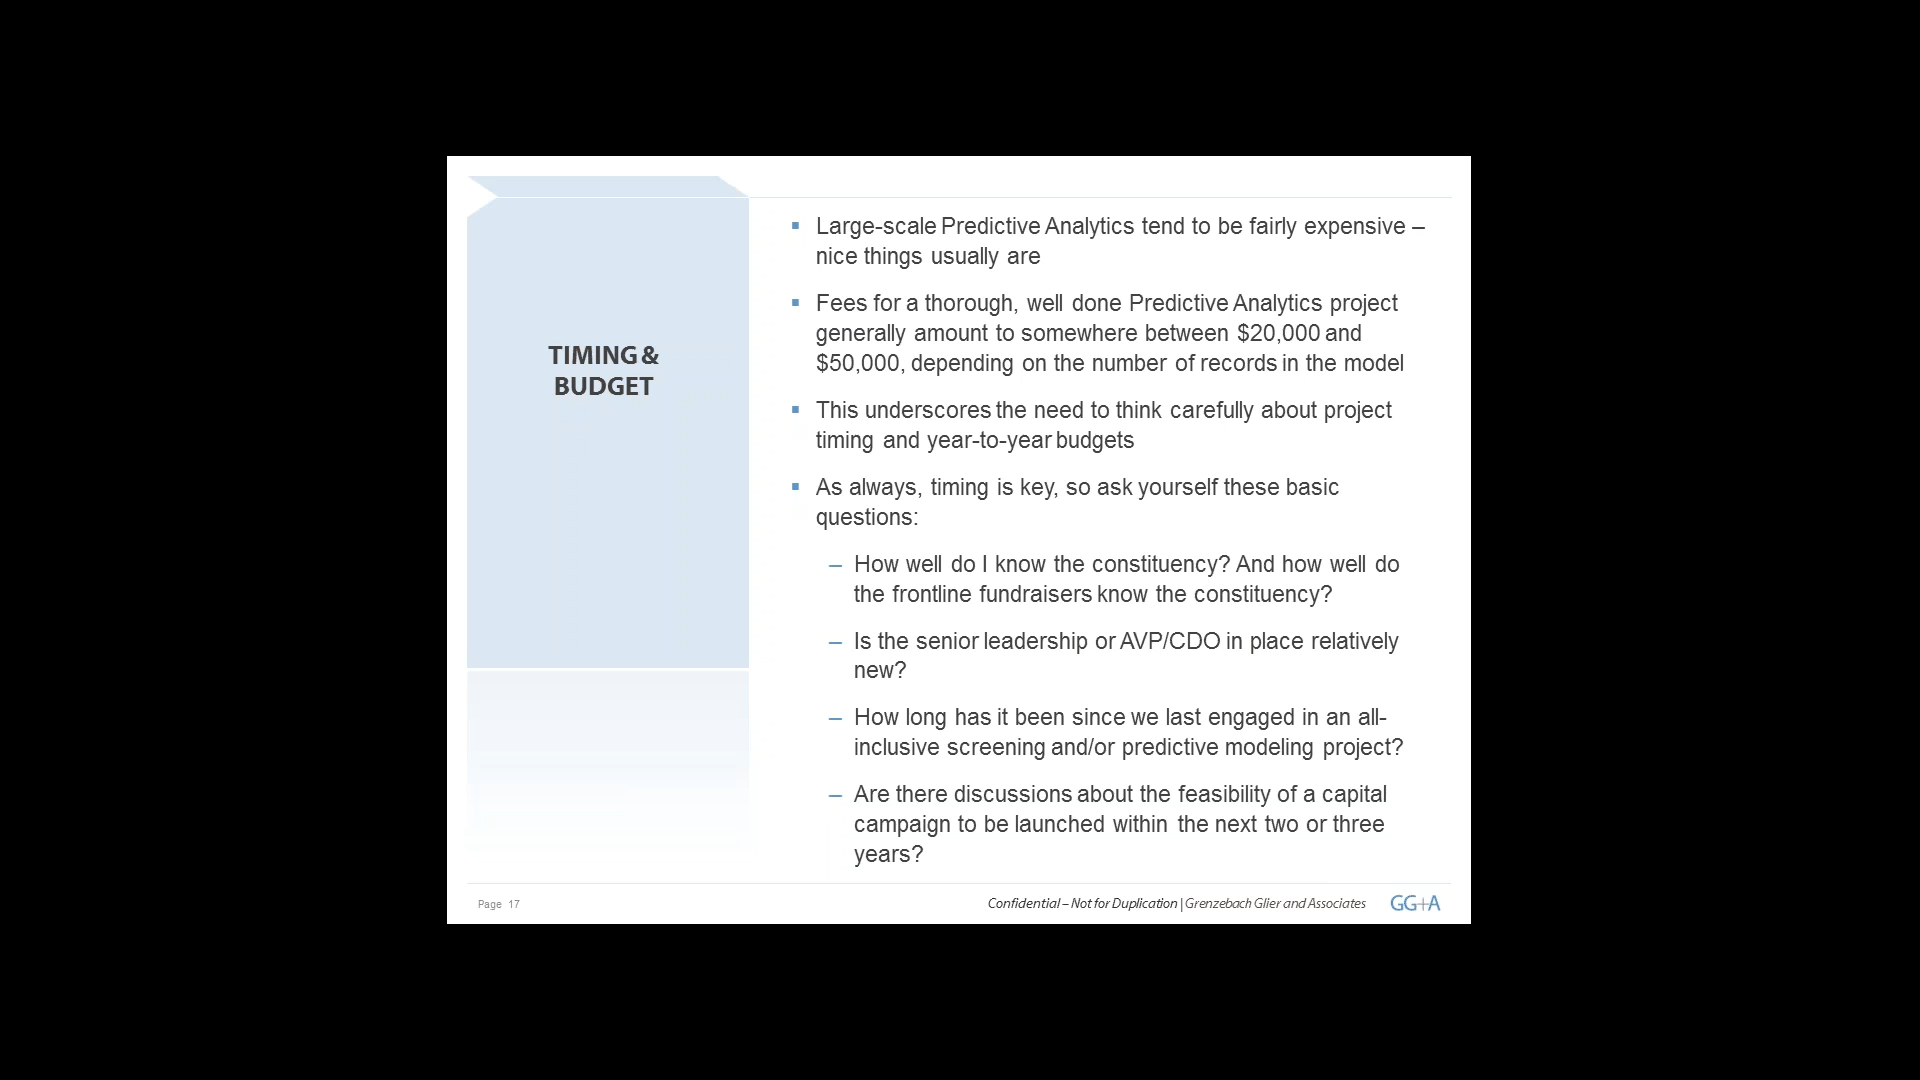 TIMING &
BUDGET
▪ Large-scale Predictive Analytics tend to be fairly expensive –
nice things usually are
▪ Fees for a thorough, well done Predictive Analytics project
generally amount to somewhere between $20,000 and
$50,000, depending on the number of records in the model
▪ This underscores the need to think carefully about project
timing and year-to-year budgets
▪ As always, timing is key, so ask yourself these basic
questions:
– How well do I know the constituency? And how well do
the frontline fundraisers know the constituency?
– Is the senior leadership or AVP/CDO in place relatively
new?
– How long has it been since we last engaged in an all-
inclusive screening and/or predictive modeling project?
– Are there discussions about the feasibility of a capital
campaign to be launched within the next two or three
years?
Page 17
Confidential – Not for Duplication | Grenzebach Glier and Associates
GG+A